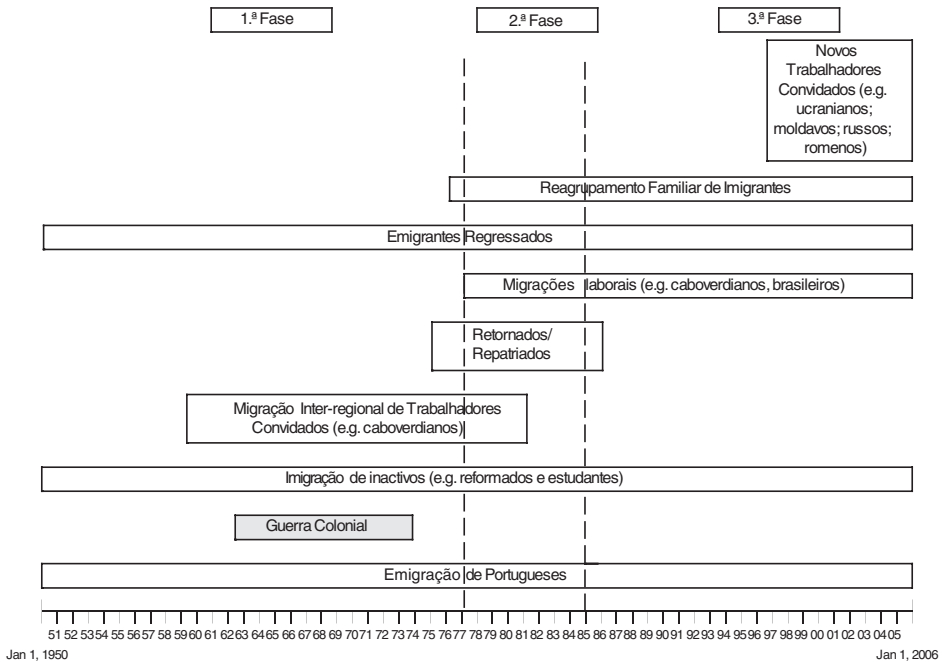 1.ª Fase
2.ª Fase
3.ª Fase
Novos
Trabalhadores
Convidados (e.g.
ucranianos;
moldavos; russos;
romenos)
Reagrupamento Familiar de Imigrantes
Emigrantes Regressados
Migrações laborais (e.g. caboverdianos, brasileiros)
Retornados/
Repatriados
Migração Inter-regional de Trabalhadores
Convidados (e.g. caboverdianos)
Imigração de inactivos (e.g. reformados e estudantes)
Guerra Colonial
Emigração de Portugueses
51 52 53 54 55 56 57 58 59 60 61 62 63 64 65 66 67 68 69 70 71 72 73 74 75 76 77 78 79 80 81 82 83 84 85 86 87 88 90 91 92 93 94 95 96 97 98 99 00 01 02 03 04 05
Jan 1, 1950
Jan 1, 2006